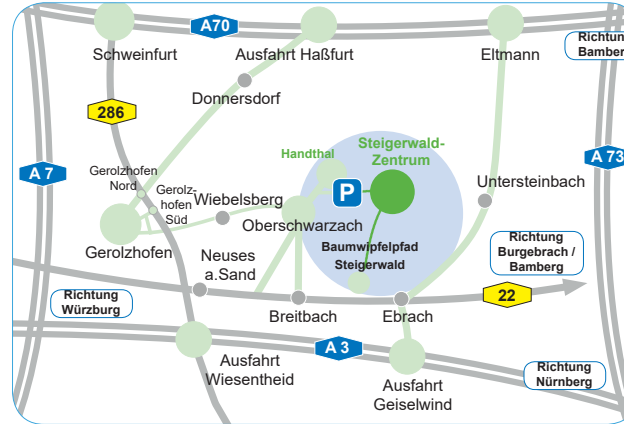 A70
Schweinfurt
Ausfahrt Haßfurt
Eltmann
Richtung
Bamberg
Donnersdorf
286
Steigerwald-
Zentrum
Handthal
A 7
A 73
Gerolzhofen
Nord
Gerolz-
hofen
Süd
Wiebelsberg
P
Untersteinbach
Oberschwarzach
Gerolzhofen
Baumwipfelpfad
Steigerwald
Neuses
a.Sand
Richtung
Burgebrach /
Bamberg
Richtung
Würzburg
22
Breitbach
Ebrach
A 3
Ausfahrt
Wiesentheid
Ausfahrt
Geiselwind
Richtung
Nürnberg